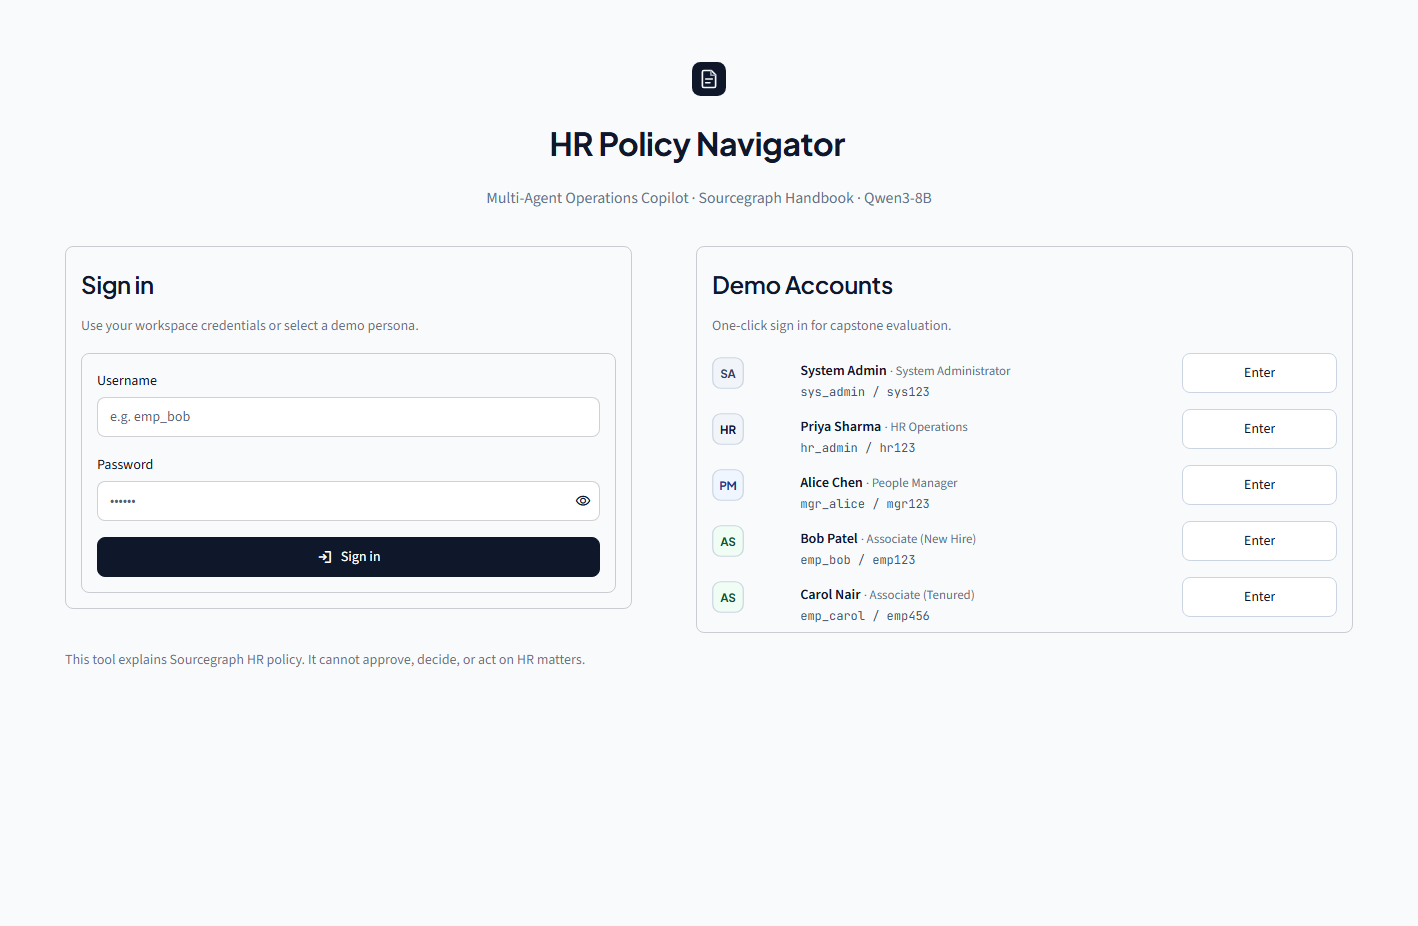 HR Policy Navigator
Multi-Agent Operations Copilot · Sourcegraph Handbook · Qwen3-8B
Sign in
Use your workspace credentials or select a demo persona.
Username
e.g. emp_bob
Password
••••••
Sign in
Demo Accounts
One-click sign in for capstone evaluation.
SA
System Admin · System Administrator
sys_admin / sys123
Enter
HR
Priya Sharma · HR Operations
hr_admin / hr123
Enter
PM
Alice Chen · People Manager
mgr_alice / mgr123
Enter
AS
Bob Patel · Associate (New Hire)
emp_bob / emp123
Enter
AS
Carol Nair · Associate (Tenured)
emp_carol / emp456
Enter
This tool explains Sourcegraph HR policy. It cannot approve, decide, or act on HR matters.